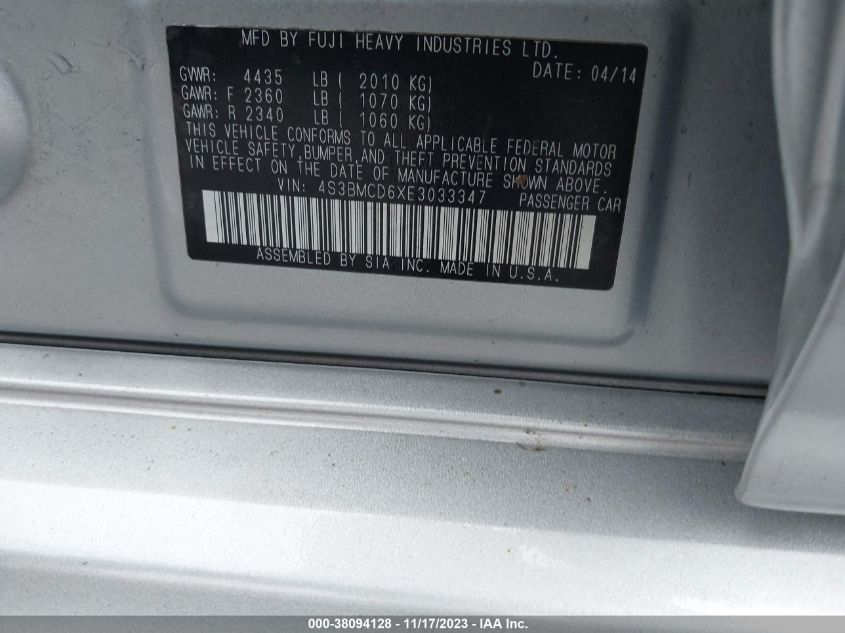 MFD BY FUJI HEAVY INDUSTRIES LTD.
DATE: 04/14
GVWR: 4435 LB ( 2010 KG)
GAWR: F 2360 LB ( 1070 KG)
GAWR: R 2340 LB ( 1060 KG)
THIS VEHICLE CONFORMS TO ALL APPLICABLE FEDERAL MOTOR
VEHICLE SAFETY, BUMPER, AND THEFT PREVENTION STANDARDS
IN EFFECT ON THE DATE OF MANUFACTURE SHOWN ABOVE.
VIN: 4S3BMCD6XE3033347 PASSENGER CAR
ASSEMBLED BY SIA INC. MADE IN U.S.A.
000-38094128 - 11/17/2023 - IAA Inc.